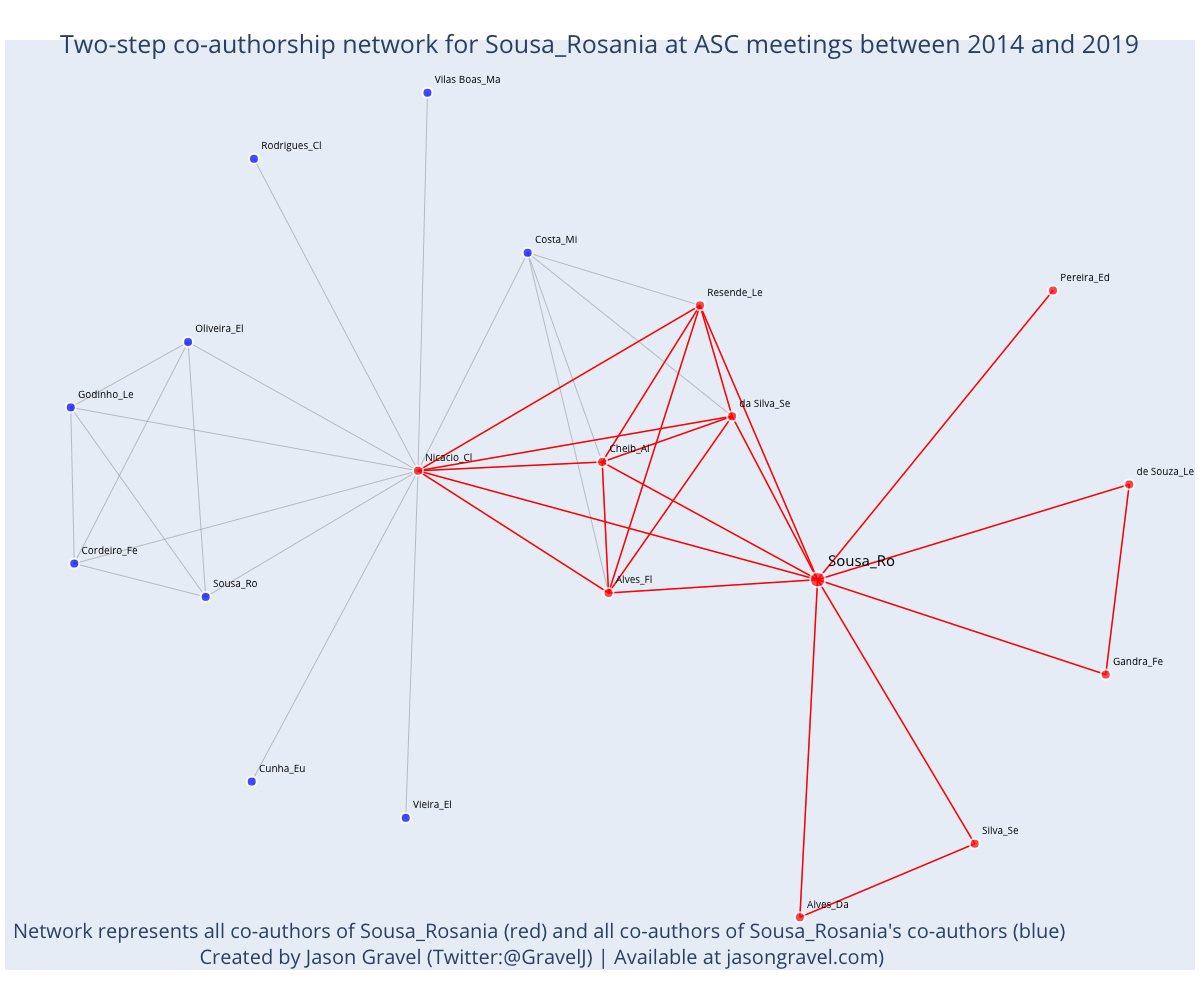 Two-step co-authorship network for Sousa_Rosania at ASC meetings between 2014 and 2019
Vilas Boas_Ma
Rodrigues_Cl
Costa_Mi
Pereira_Ed
Resende_Le
Oliveira_El
Godinho_Le
da Silva_Se
Cheib_Al
Nicacio_Cl
de Souza_Le
Cordeiro_Fe
Sousa_Ro
Alves_Fl
Sousa_Ro
Gandra_Fe
Cunha_Eu
Vieira_El
Silva_Se
Alves_Da
Network represents all co-authors of Sousa_Rosania (red) and all co-authors of Sousa_Rosania's co-authors (blue)
Created by Jason Gravel (Twitter:@GravelJ) | Available at jasongravel.com)